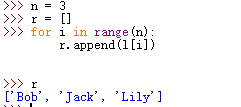 >>> n = 3
>>> r = []
>>> for i in range(n):
        r.append(l[i])
>>> r
['Bob', 'Jack', 'Lily']